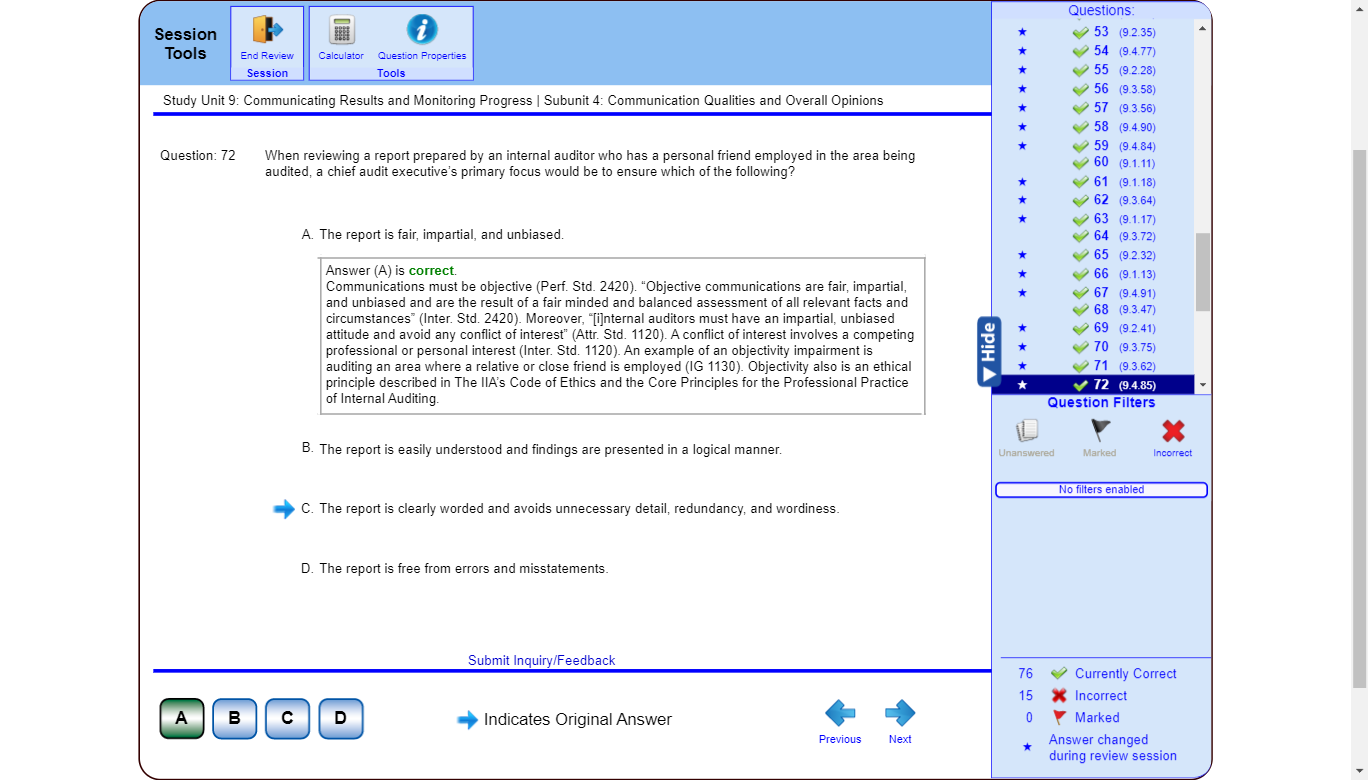 Session Tools
End Review
Session
Calculator
Question Properties
Tools
Study Unit 9: Communicating Results and Monitoring Progress | Subunit 4: Communication Qualities and Overall Opinions
Question: 72
When reviewing a report prepared by an internal auditor who has a personal friend employed in the area being
audited, a chief audit executive's primary focus would be to ensure which of the following?
A. The report is fair, impartial, and unbiased.
Answer (A) is correct.
Communications must be objective (Perf. Std. 2420). “Objective communications are fair, impartial,
and unbiased and are the result of a fair minded and balanced assessment of all relevant facts and
circumstances” (Inter. Std. 2420). Moreover, “[i]nternal auditors must have an impartial, unbiased
attitude and avoid any conflict of interest” (Attr. Std. 1120). A conflict of interest involves a competing
professional or personal interest (Inter. Std. 1120). An example of an objectivity impairment is
auditing an area where a relative or close friend is employed (IG 1130). Objectivity also is an ethical
principle described in The IIA's Code of Ethics and the Core Principles for the Professional Practice
of Internal Auditing.
B. The report is easily understood and findings are presented in a logical manner.
C. The report is clearly worded and avoids unnecessary detail, redundancy, and wordiness.
D. The report is free from errors and misstatements.
Submit Inquiry/Feedback
A B C D
Indicates Original Answer
Previous
Next
Questions:
53 (9.2.35)
54 (9.4.77)
55 (9.2.28)
56 (9.3.58)
57 (9.3.56)
58 (9.4.90)
59 (9.4.84)
60 (9.1.11)
61 (9.1.18)
62 (9.3.64)
63 (9.1.17)
64 (9.3.72)
65 (9.2.32)
66 (9.1.13)
67 (9.4.91)
68 (9.3.47)
69 (9.2.41)
70 (9.3.75)
71 (9.3.62)
72 (9.4.85)
Hide
Question Filters
Unanswered
Marked
Incorrect
No filters enabled
76 Currently Correct
15 Incorrect
0 Marked
Answer changed
during review session